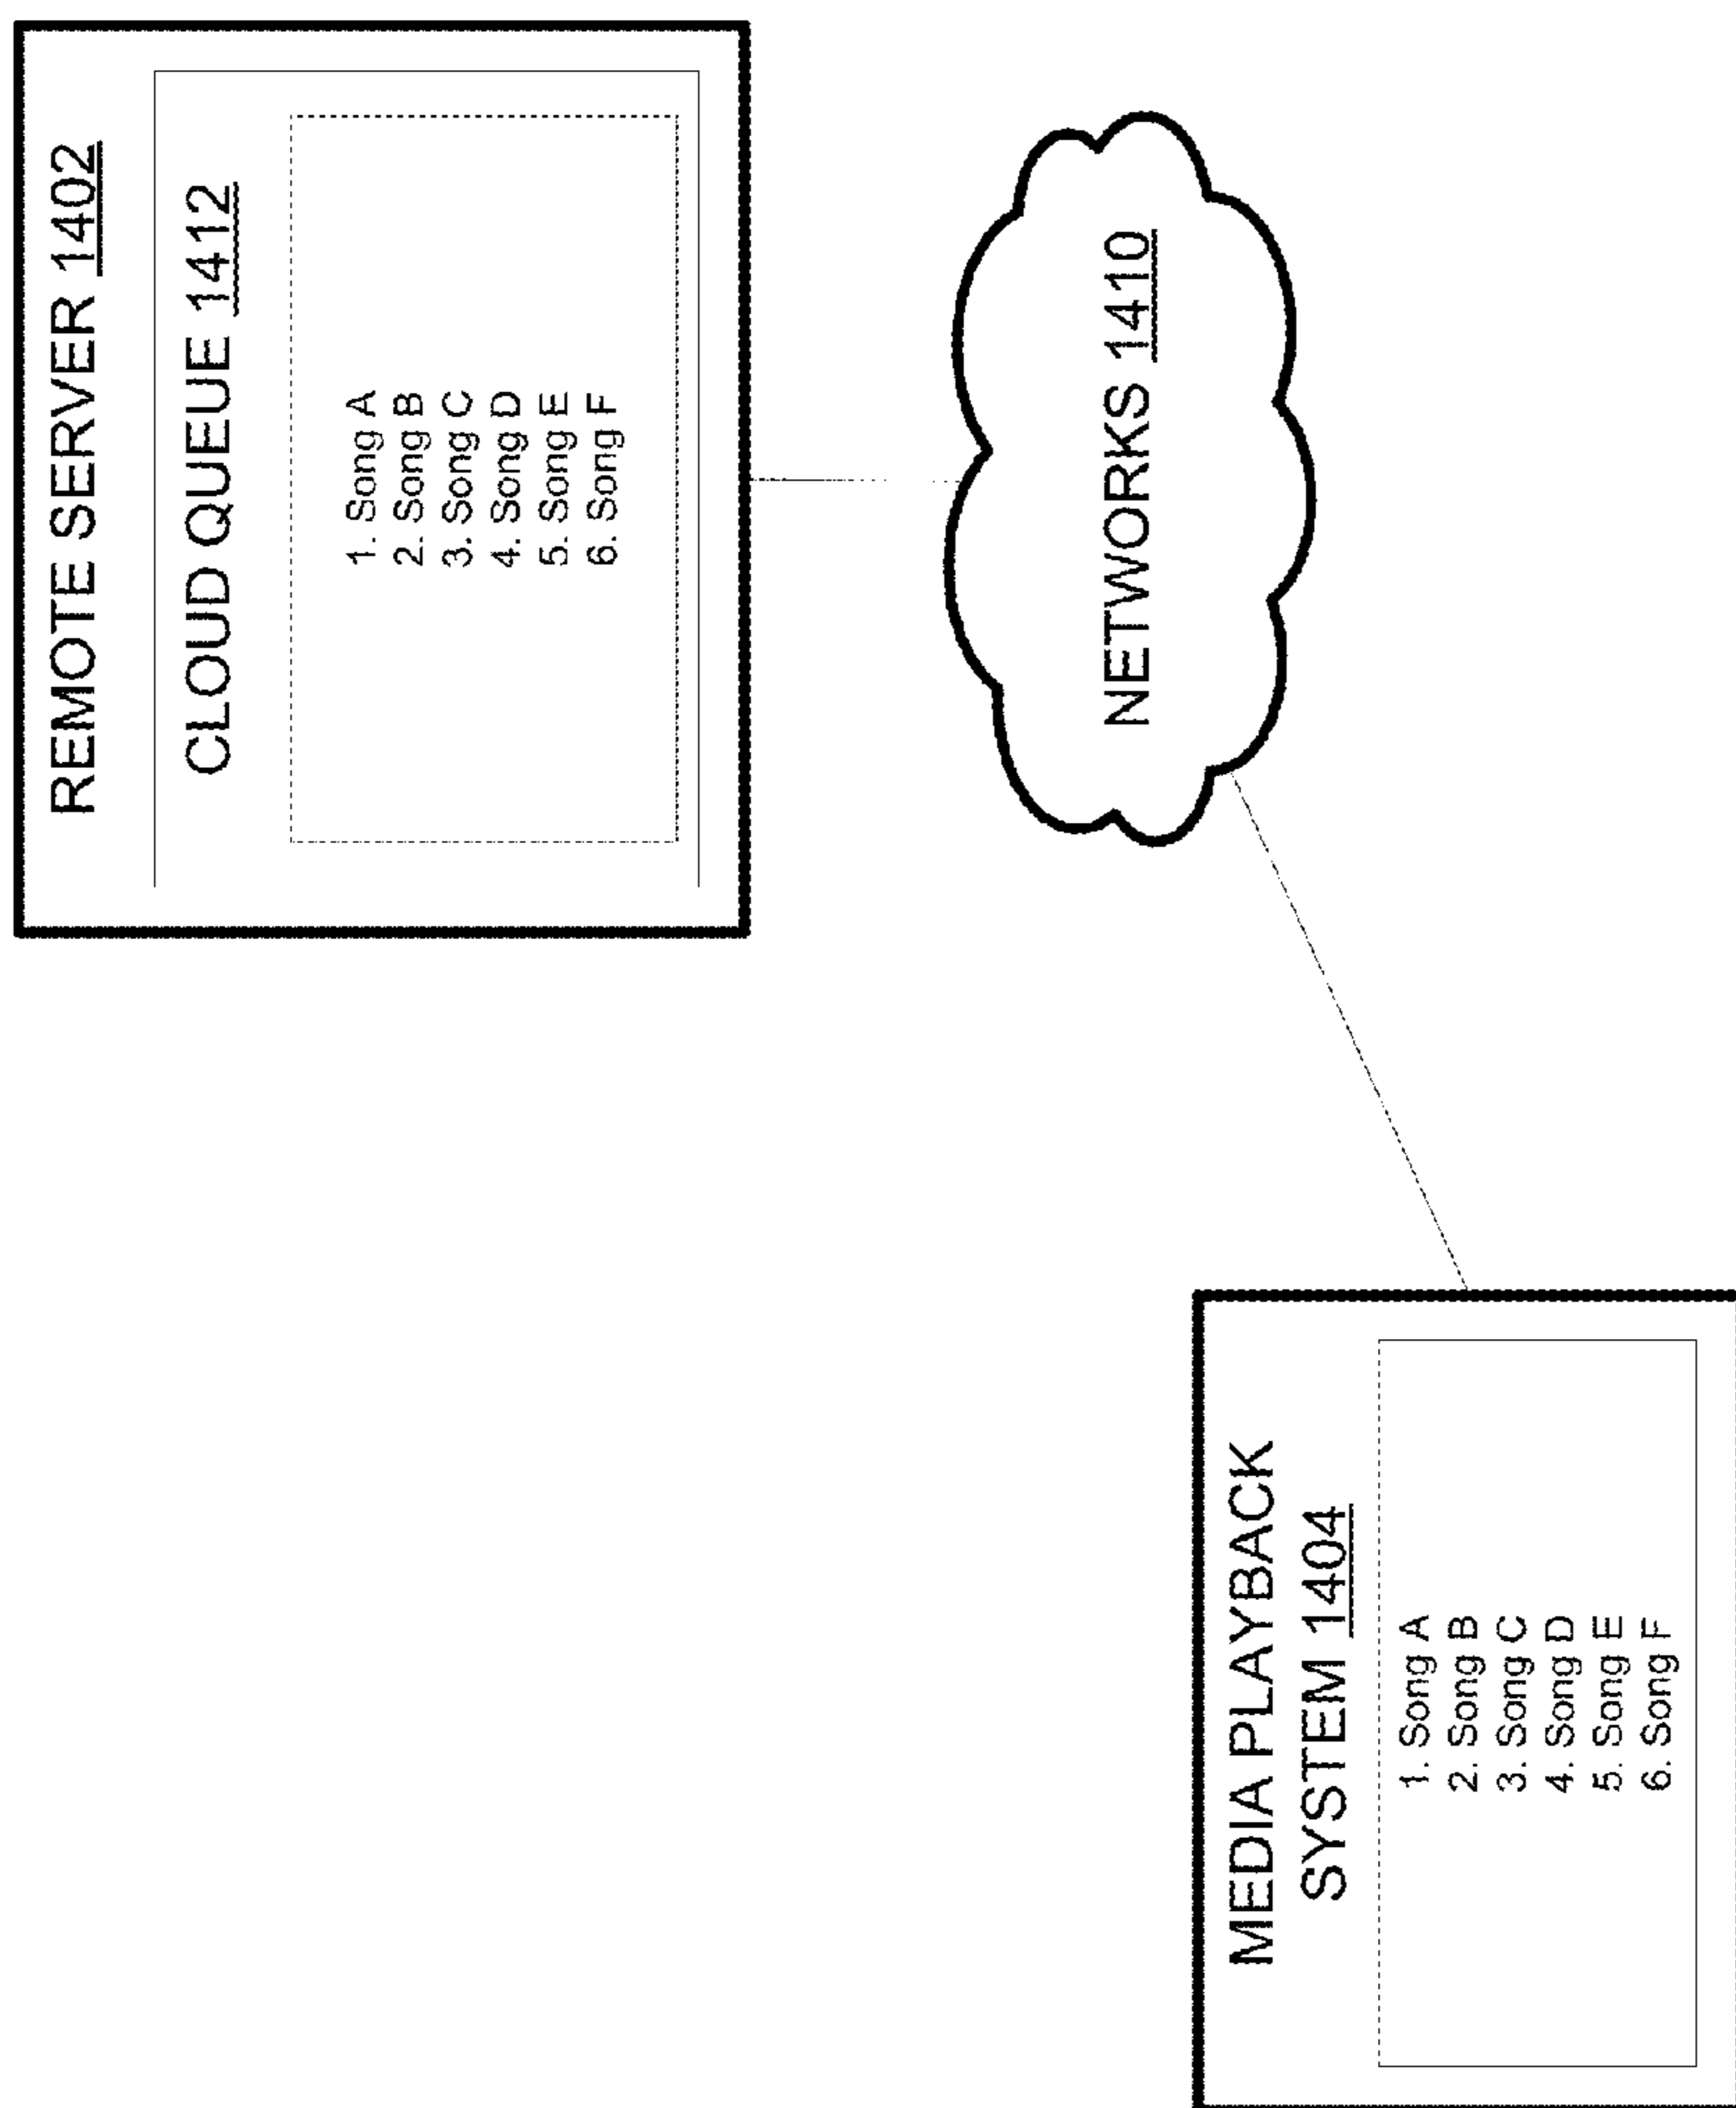 REMOTE SERVER 1402
CLOUD QUEUE 1412
1. Song A
2. Song B
3. Song C
4. Song D
5. Song E
6. Song F
NETWORKS 1410
MEDIA PLAYBACK
SYSTEM 1404
1. Song A
2. Song B
3. Song C
4. Song D
5. Song E
6. Song F